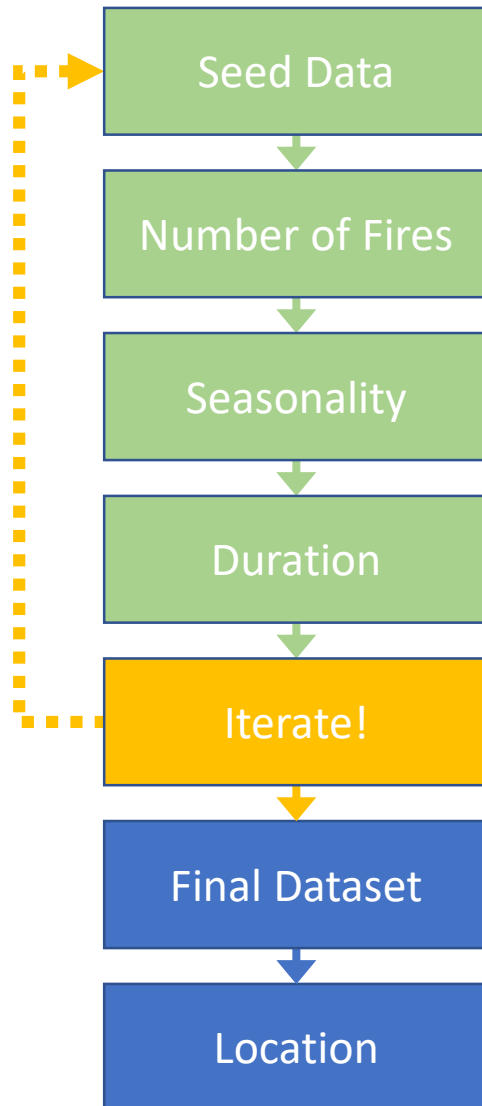 Seed Data
Number of Fires
Seasonality
Duration
Iterate!
Final Dataset
Location